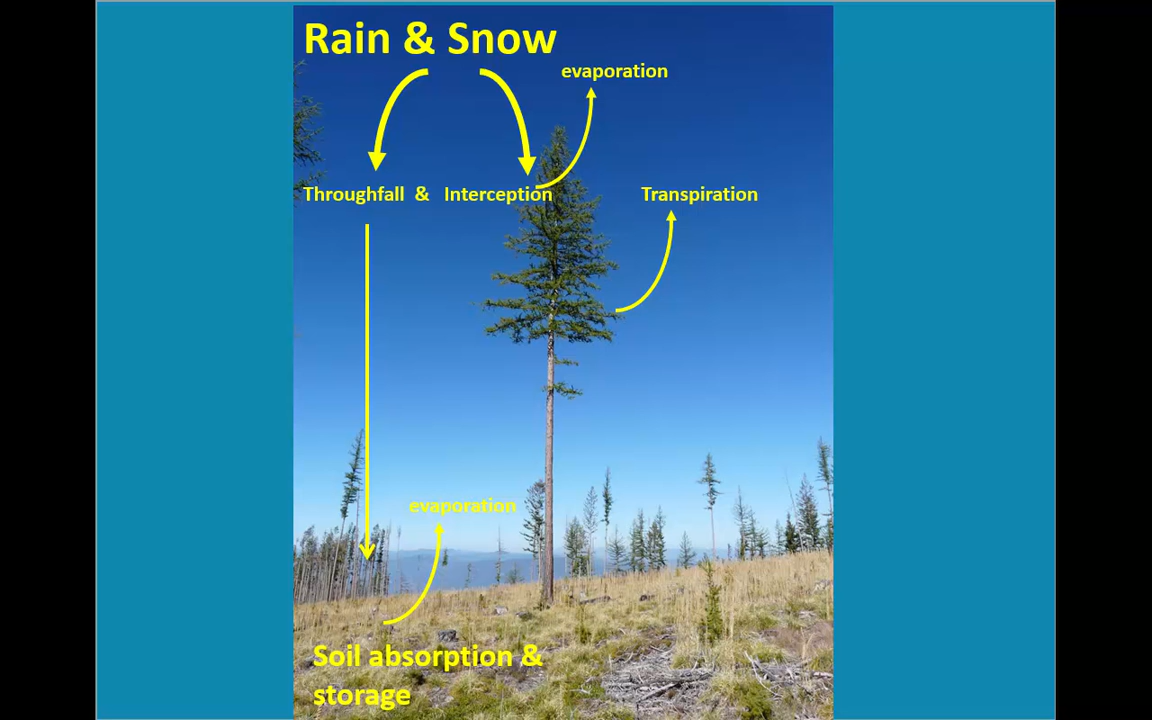 Rain & Snow
evaporation
Throughfall & Interception
Transpiration
evaporation
Soil absorption &
storage